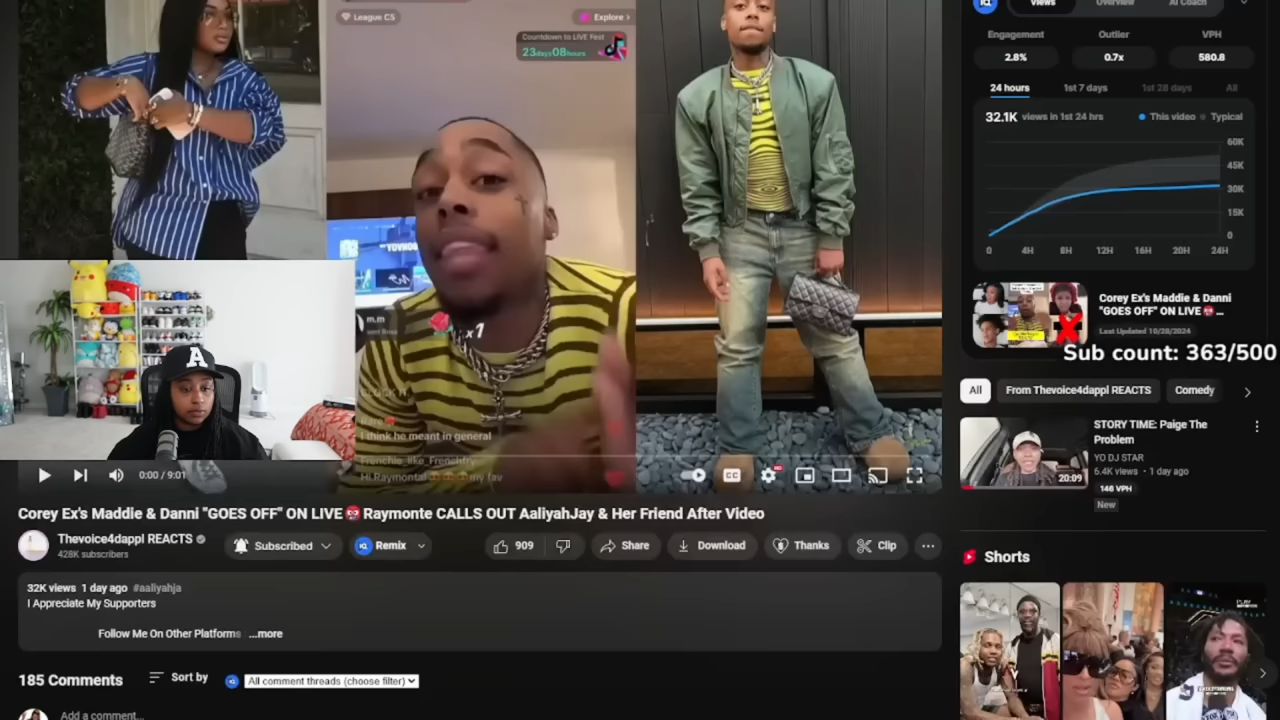 League C5
Explore >
Countdown to LIVE Fest
23days08hours
m.m
x1
I think he meant in general
Frenchie_like_Frenchfry
Hi Raymonte
my fav
A
0:00 / 9:01
CC
Corey Ex's Maddie & Danni "GOES OFF" ON LIVE Raymonte CALLS OUT AaliyahJay & Her Friend After Video
Thevoice4dappl REACTS
428K subscribers
Subscribed
Remix
909
Share
Download
Thanks
Clip
32K views 1 day ago #aaliyahja
I Appreciate My Supporters
Follow Me On Other Platforms ...more
185 Comments
Sort by
All comment threads (choose filter)
Add a comment...
Views
Overview
AI Coach
Engagement
Outlier
VPH
2.8%
0.7x
580.8
24 hours
1st 7 days
1st 28 days
All
32.1K views in 1st 24 hrs
This video
Typical
60K
45K
30K
15K
0
0 4H 8H 12H 16H 20H 24H
Corey Ex's Maddie & Danni
"GOES OFF" ON LIVE ...
Last Updated 10/28/2024
Sub count: 363/500
All
From Thevoice4dappl REACTS
Comedy
STORY TIME: Paige The
Problem
YO DJ STAR
6.4K views • 1 day ago
20:09
146 VPH
New
Shorts